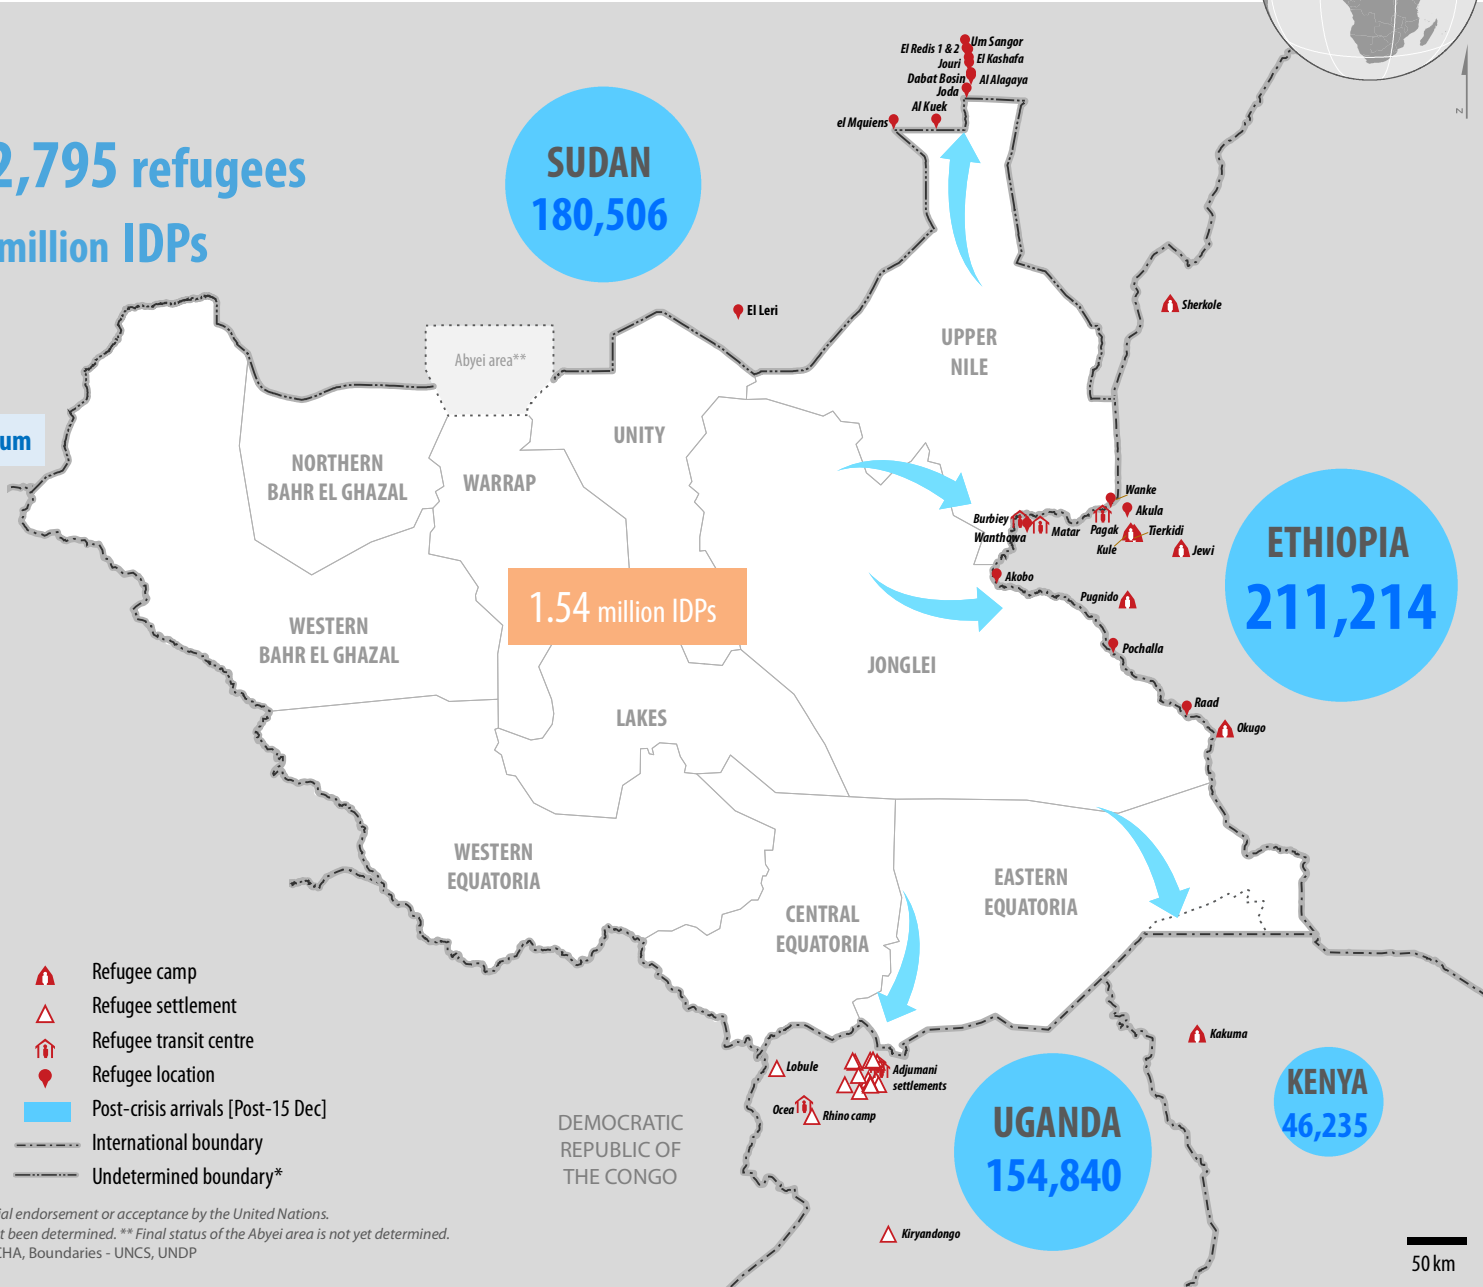 2,795 refugees
million IDPs
um
SUDAN
180,506
Um Sangor
El Redis 1 & 2
El Kashafa
Jouri
Dabat Bosin
Al Alagaya
Joda
Al Kuek
el Mquiens
El Leri
Sherkole
Abyei area**
UPPER
NILE
UNITY
NORTHERN
BAHR EL GHAZAL
WARRAP
WESTERN
BAHR EL GHAZAL
1.54 million IDPs
JONGLEI
LAKES
WESTERN
EQUATORIA
CENTRAL
EQUATORIA
EASTERN
EQUATORIA
Wanke
Akula
Burbiey
Wanthowa
Matar
Pagak
Tierkidi
Kule
Jewi
Akobo
Pugnido
Pochalla
Raad
Okugo
ETHIOPIA
211,214
Kakuma
KENYA
46,235
Lobule
Adjumani
settlements
Ocea
Rhino camp
UGANDA
154,840
Kiryandongo
DEMOCRATIC
REPUBLIC OF
THE CONGO
Refugee camp
Refugee settlement
Refugee transit centre
Refugee location
Post-crisis arrivals [Post-15 Dec]
International boundary
Undetermined boundary*
ial endorsement or acceptance by the United Nations.
t been determined. ** Final status of the Abyei area is not yet determined.
CHA, Boundaries - UNCS, UNDP
N
50 km